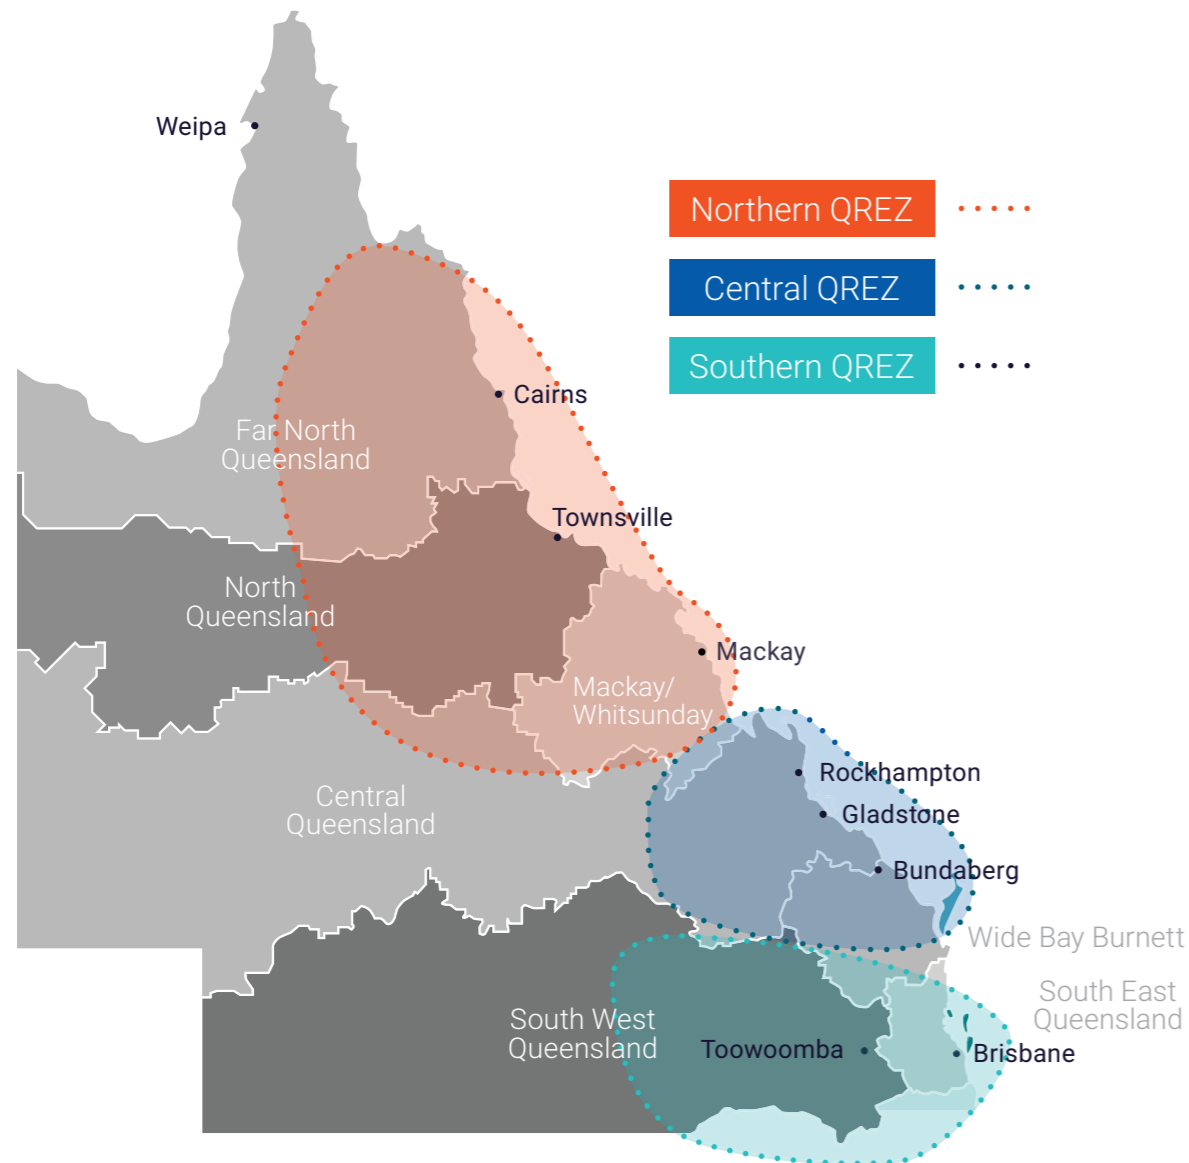 Weipa
Northern QREZ
Central QREZ
Southern QREZ
Cairns
Far North
Queensland
Townsville
North
Queensland
Mackay
Mackay/
Whitsunday
Rockhampton
Central
Queensland
Gladstone
Bundaberg
Wide Bay Burnett
South East
Queensland
South West
Queensland
Toowoomba
Brisbane